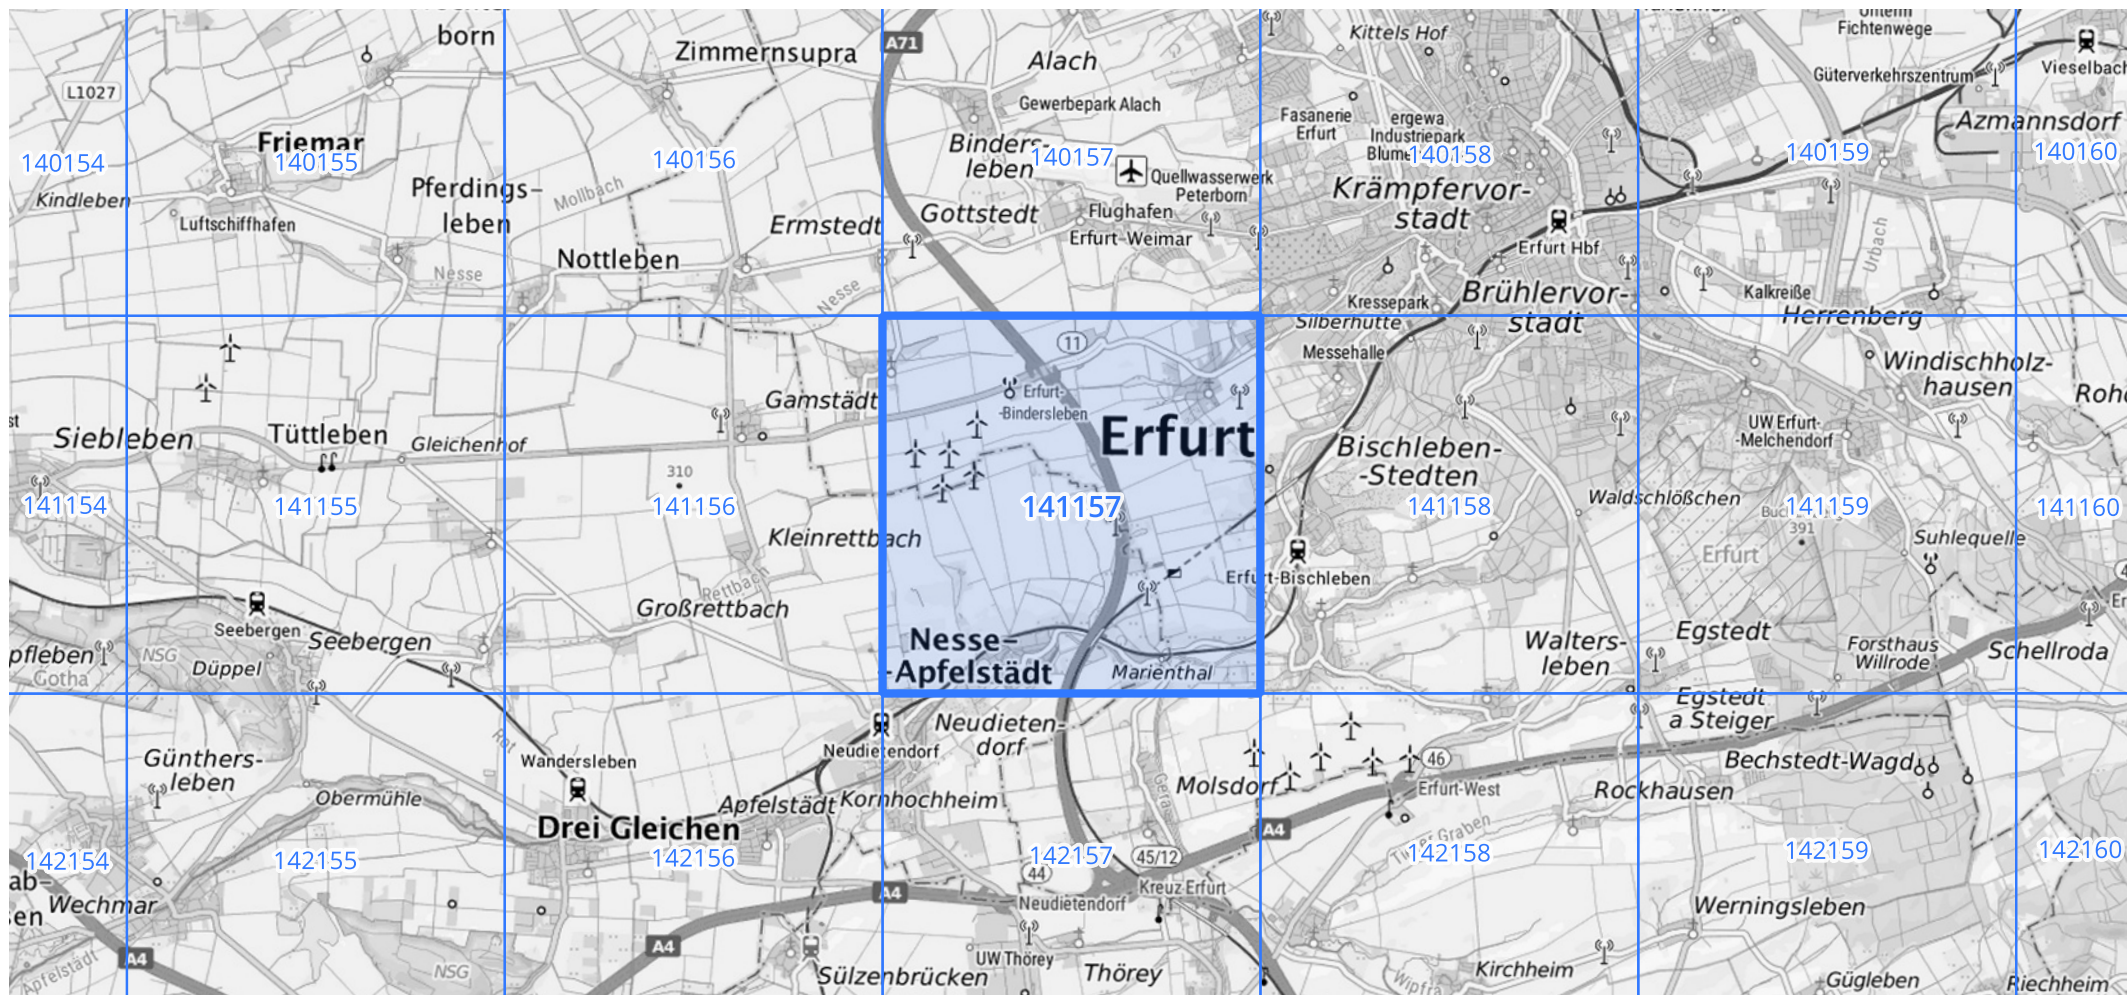 born
Zimmernsupra
A71
Alach
Kittels Hof
Fichtenwege
Vieselbach
L1027
Gewerbepark Alach
Güterverkehrszentrum
Fasanerie
Erfurt
ergewa
Industriepark
Azmannsdorf
Friemar
Binders-
leben
140154
140155
140156
140157
140158
140159
140160
Kindleben
Pferdings-
leben
Mollbach
Quellwasserwerk
Peterborn
Krämpfervor-
stadt
Luftschiffhafen
Ermstedt
Gottstedt
Flughafen
Erfurt-Weimar
Erfurt Hbf
Urbach
Nottleben
Nesse
Nesse
Kressepark
Brühlervor-
stadt
Kalkreiße
Herrenberg
Silberhütte
Messehalle
11
Windischholz-
hausen
Gamstädt
Erfurt-
-Bindersleben
Erfurt
Siebleben
Tüttleben
Gleichenhof
Bischleben-
-Stedten
UW Erfurt-
-Melchendorf
310
141154
141155
141156
141157
141158
141159
141160
Waldschlößchen
391
Kleinrettbach
Erfurt
Suhlequelle
Rettbach
Erfurt-Bischleben
Großrettbach
Seebergen
Seebergen
NSG
Düppel
Gotha
Nesse-
-Apfelstädt
Marienthal
Walters-
leben
Egstedt
Forsthaus
Willrode
Schellroda
Egstedt
a Steiger
Neudieten-
dorf
Neudietendorf
Günthers-
leben
Wandersleben
Molsdorf
46
Erfurt-West
Bechstedt-Wagd
Rockhausen
Obermühle
Apfelstädt
Kornhochheim
Gera
Drei Gleichen
A4
142154
142155
142156
142157
142158
142159
142160
45/12
44
Kreuz Erfurt
A4
Neudietendorf
Wechmar
Werningsleben
A4
A4
Apfelstädt
NSG
UW Thörey
Sülzenbrücken
Thörey
Kirchheim
Wipfra
Gügleben
Riechheim